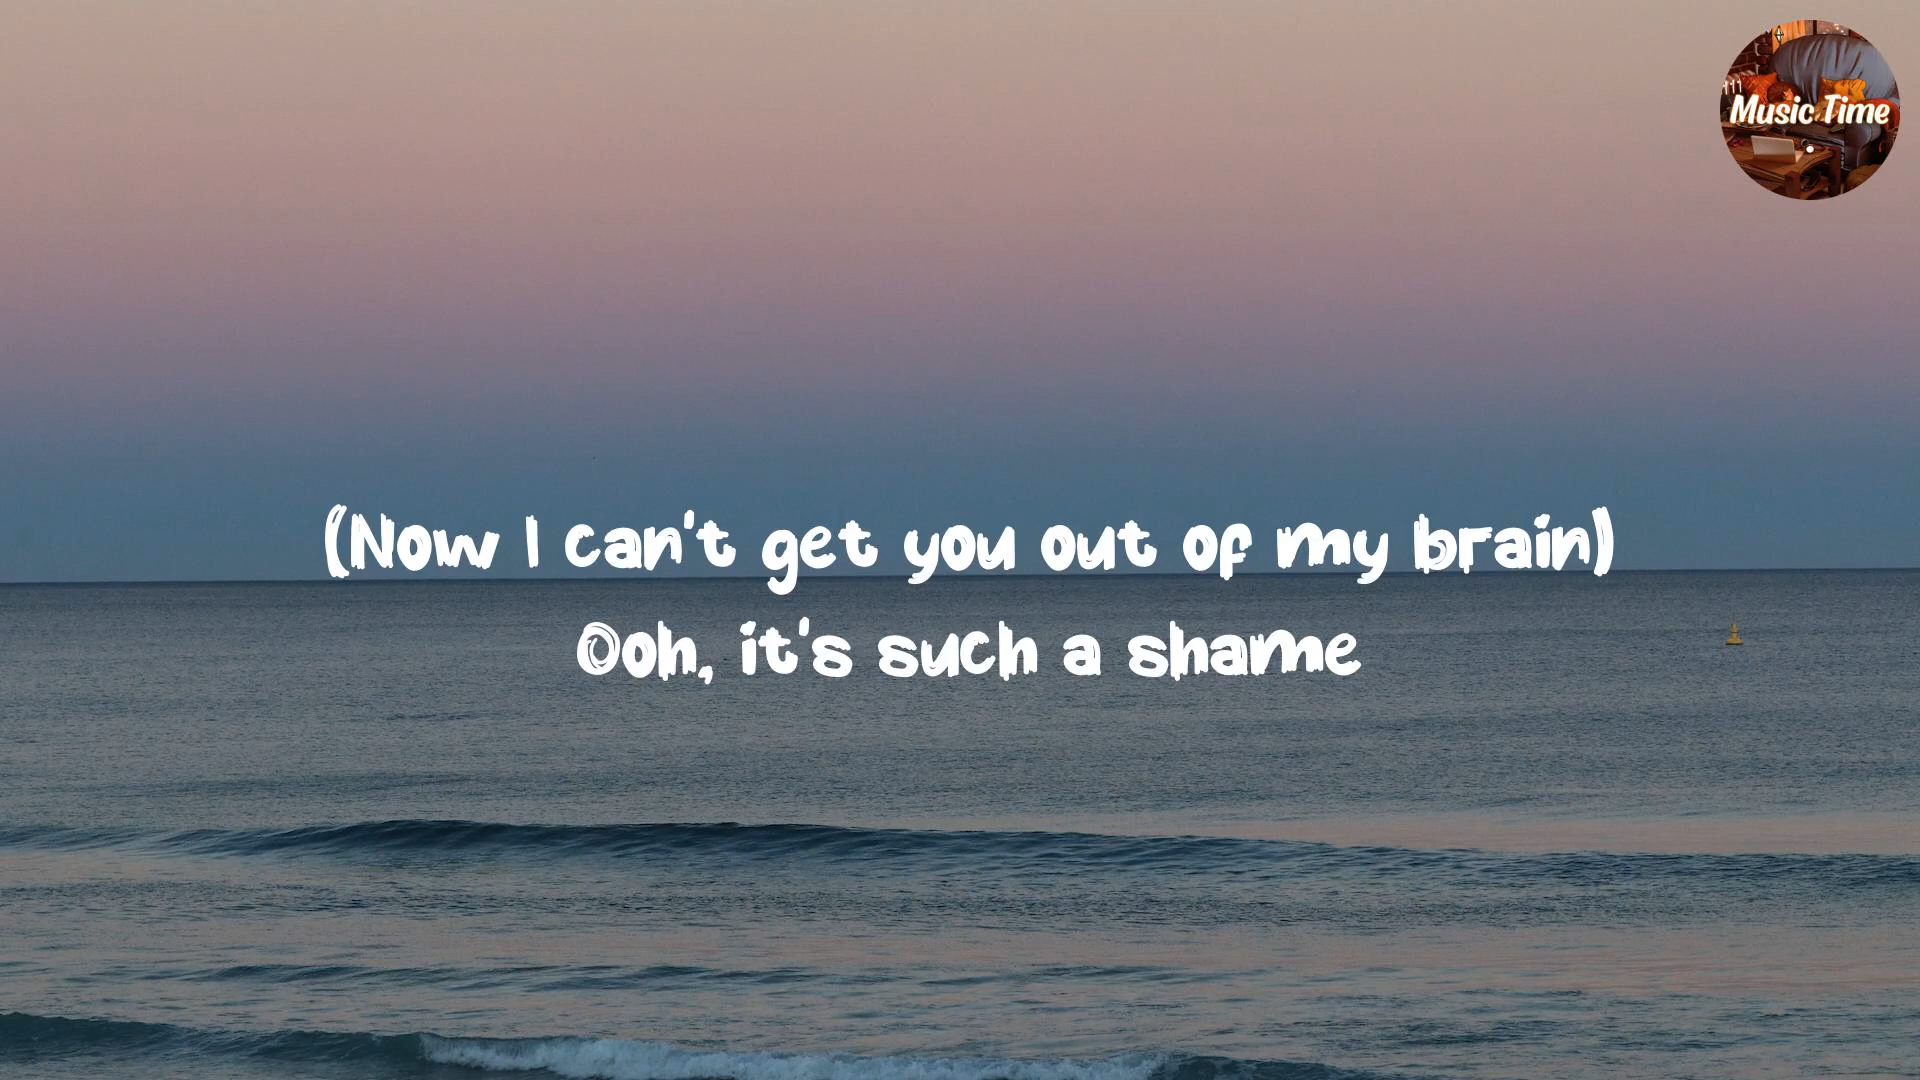 Music Time
(Now I can't get you out of my brain)
Ooh, it's such a shame